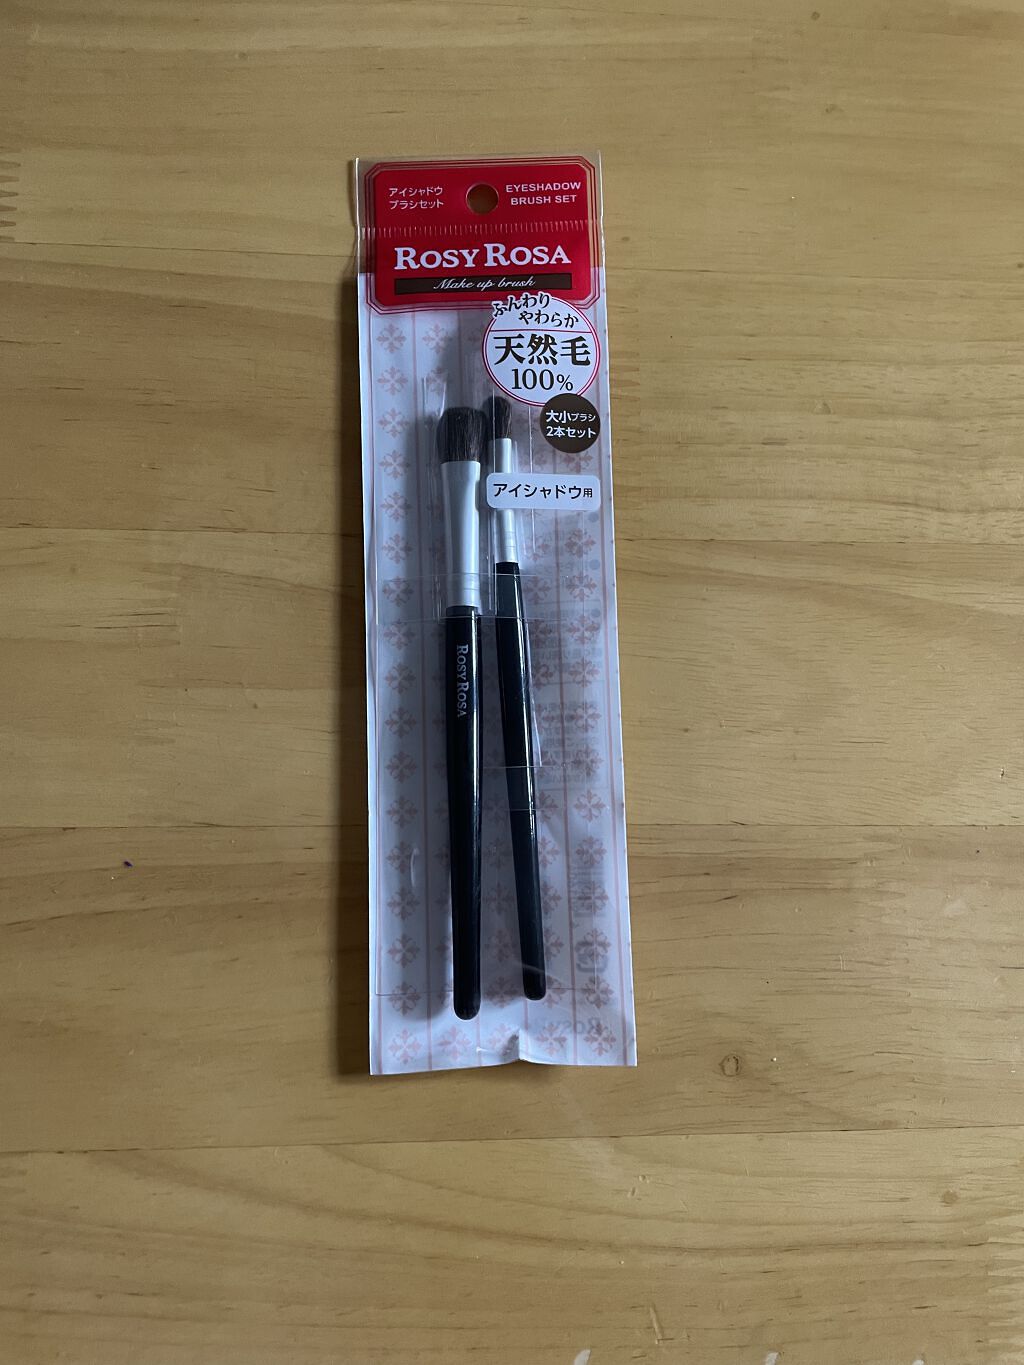 アイシャドウ
ブラシセット
EYESHADOW
BRUSH SET
ROSY ROSA
Make up brush
ふんわり
やわらか
天然毛
100%
大小ブラシ
2本セット
アイシャドウ用
ROSY ROSA